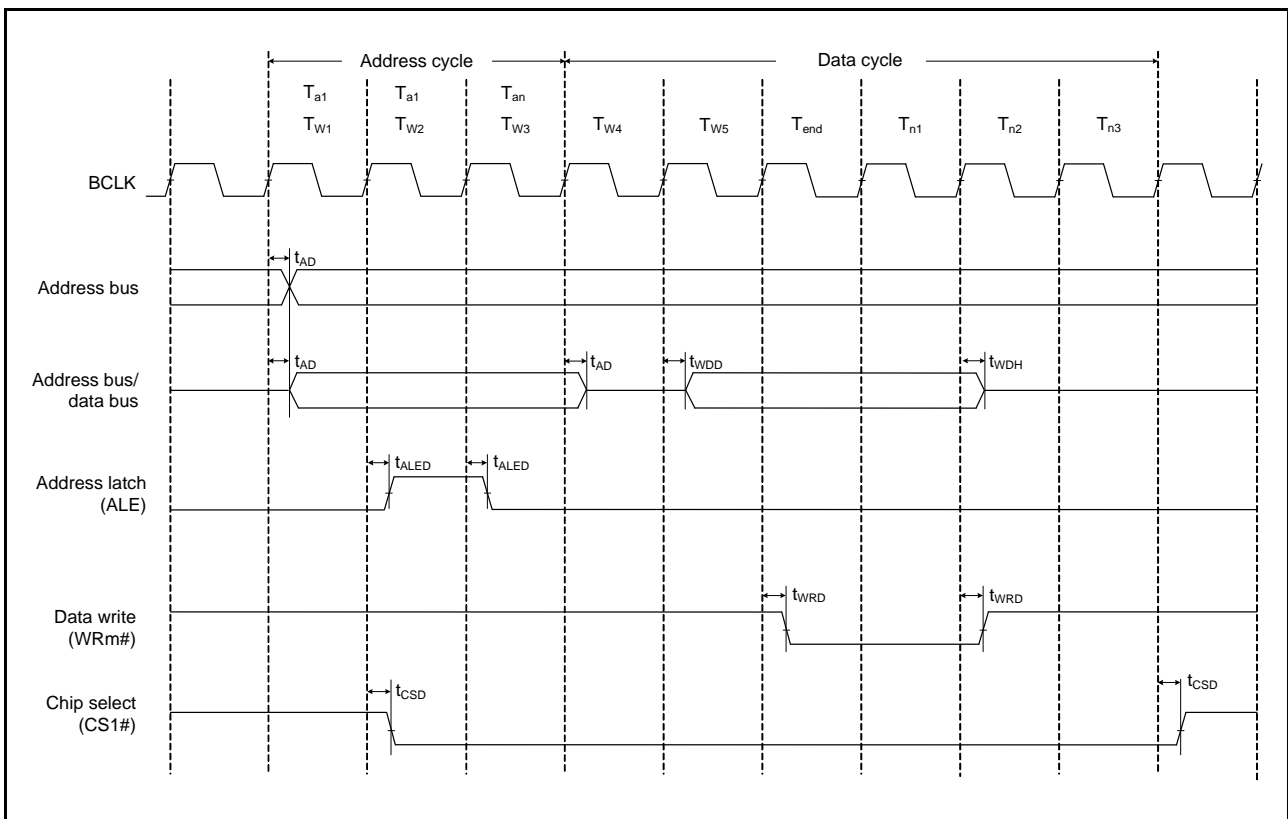 Address cycle Data cycle
Ta1 Ta1 Tan
TW1 TW2 TW3 TW4 TW5 Tend Tn1 Tn2 Tn3
BCLK
tAD
Address bus
tAD tAD tWDD tWDH
Address bus/
data bus
tALED tALED
Address latch
(ALE)
tWRD tWRD
Data write
(WRm#)
tCSD tCSD
Chip select
(CS1#)